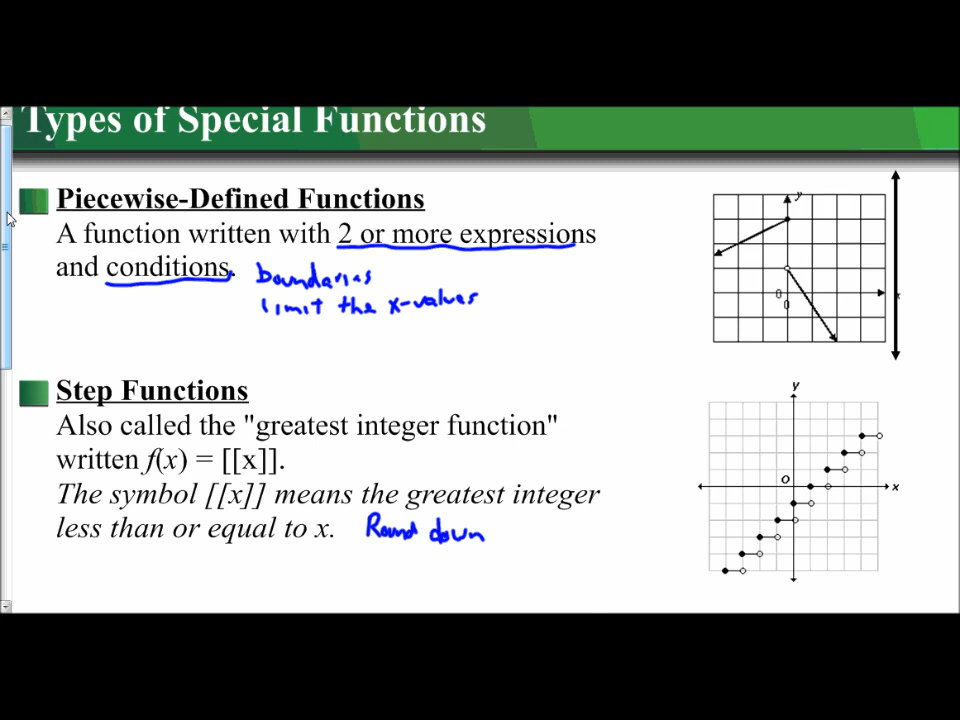 Types of Special Functions
Piecewise-Defined Functions
A function written with 2 or more expressions
and conditions.
boundaries
limit the x-values
y
0
0
x
Step Functions
Also called the "greatest integer function"
written f(x) = [[x]].
The symbol [[x]] means the greatest integer
less than or equal to x.
Round down
y
O
x